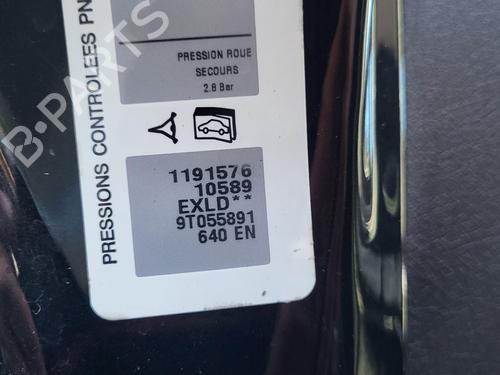 PRESSION ROUE
SECOURS
2.8 Bar
PRESSIONS CONTROLEES PN
1191576
10589
EXLD**
9T055891
640 EN
B-PARTS